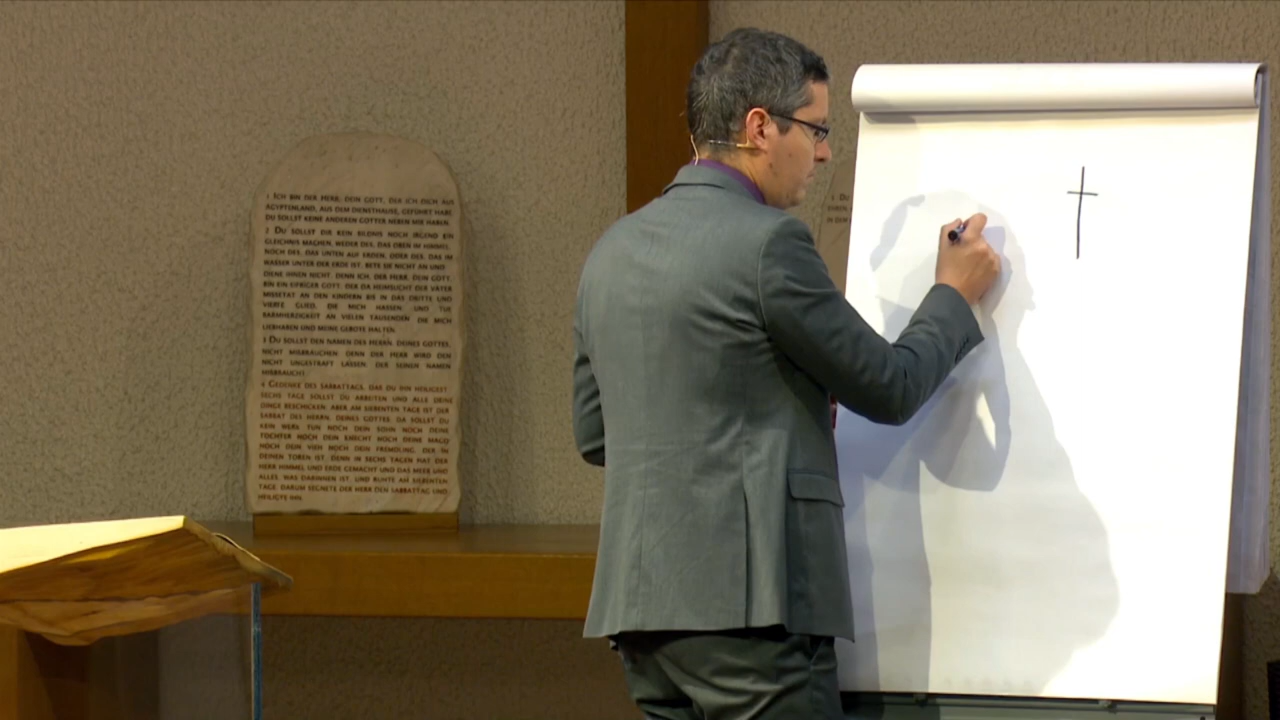 1 ICH BIN DER HERR, DEIN GOTT, DER ICH DICH AUS
ÄGYPTENLAND, AUS DEM DIENSTHAUSE, GEFÜHRT HABE
DU SOLLST KEINE ANDEREN GÖTTER NEBEN MIR HABEN.
2 DU SOLLST DIR KEIN BILDNIS NOCH IRGEND EIN
GLEICHNIS MACHEN, WEDER DES, DAS OBEN IM HIMMEL,
NOCH DES, DAS UNTEN AUF ERDEN, ODER DES, DAS IM
WASSER UNTER DER ERDE IST. BETE SIE NICHT AN UND
DIENE IHNEN NICHT. DENN ICH, DER HERR, DEIN GOTT,
BIN EIN EIFRIGER GOTT, DER DA HEIMSUCHT DER VÄTER
MISSETAT AN DEN KINDERN BIS IN DAS DRITTE UND
VIERTE GLIED, DIE MICH HASSEN UND TUE
BARMHERZIGKEIT AN VIELEN TAUSENDEN DIE MICH
LIEBHABEN UND MEINE GEBOTE HALTEN.
3 DU SOLLST DEN NAMEN DES HERRN, DEINES GOTTES,
NICHT MISBRAUCHEN DENN DER HERR WIRD DEN
NICHT UNGESTRAFT LASSEN, DER SEINEN NAMEN
MISBRAUCHT
4 GEDENKE DES SABBATTAGS, DAß DU IHN HEILIGEST.
SECHS TAGE SOLLST DU ARBEITEN UND ALLE DEINE
DINGE BESCHICKEN. ABER AM SIEBENTEN TAGE IST DER
SABBAT DES HERRN, DEINES GOTTES. DA SOLLST DU
KEIN WERK TUN NOCH DEIN SOHN NOCH DEINE
TOCHTER NOCH DEIN KNECHT NOCH DEINE MAGD
NOCH DEIN VIEH NOCH DEIN FREMDLING, DER IN
DEINEN TOREN IST. DENN IN SECHS TAGEN HAT DER
HERR HIMMEL UND ERDE GEMACHT UND DAS MEER UND
ALLES, WAS DARINNEN IST, UND RUHTE AM SIEBENTEN
TAGE. DARUM SEGNETE DER HERR DEN SABBATTAG UND
HEILIGTE IHN.
5 DU
IN DER